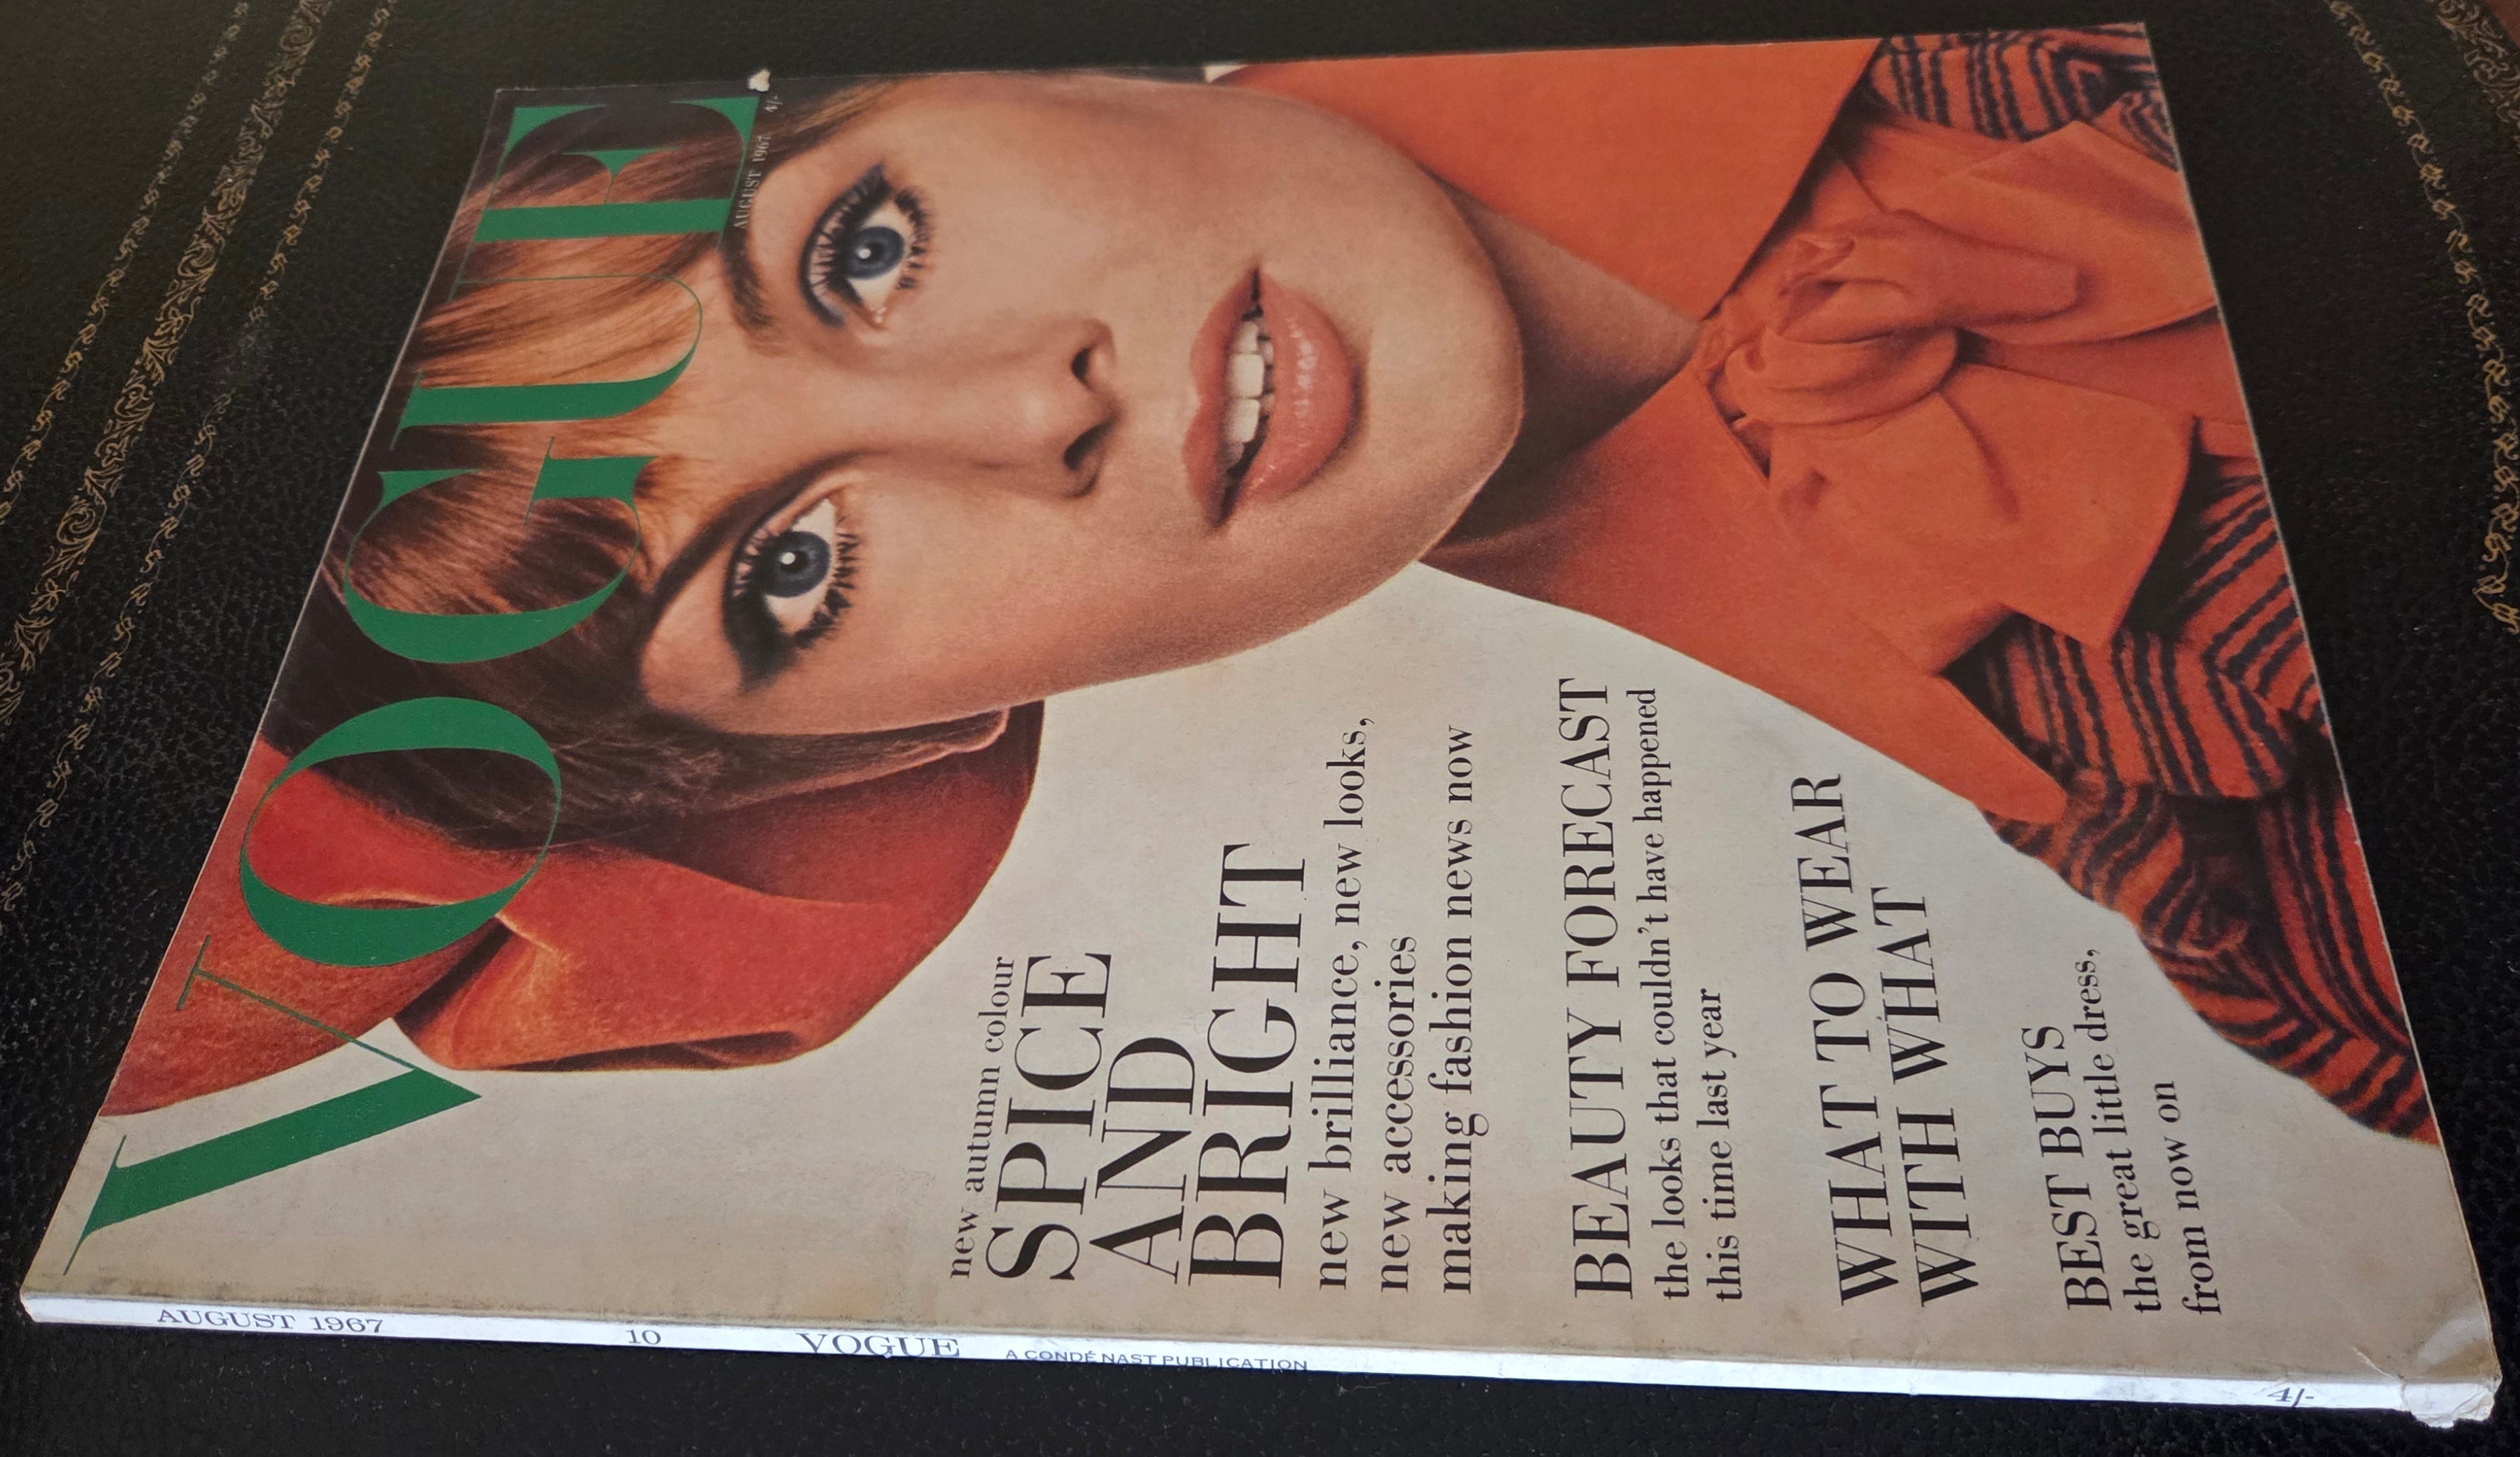 VOGUE
AUGUST 1967 4/-
new autumn colour
SPICE
AND
BRIGHT
new brilliance, new looks,
new accessories
making fashion news now
BEAUTY FORECAST
the looks that couldn't have happened
this time last year
WHAT TO WEAR
WITH WHAT
BEST BUYS
the great little dress,
from now on
AUGUST 1967 10 VOGUE A CONDÉ NAST PUBLICATION 4/-